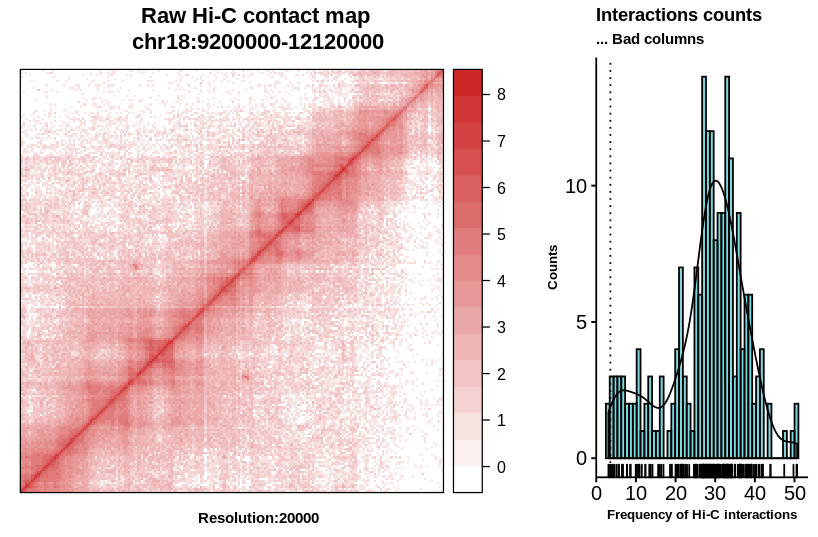 Raw Hi-C contact map
chr18:9200000-12120000
8
7
6
5
4
3
2
1
0
Resolution:20000
Interactions counts
... Bad columns
Counts
10
5
0
0 10 20 30 40 50
Frequency of Hi-C interactions